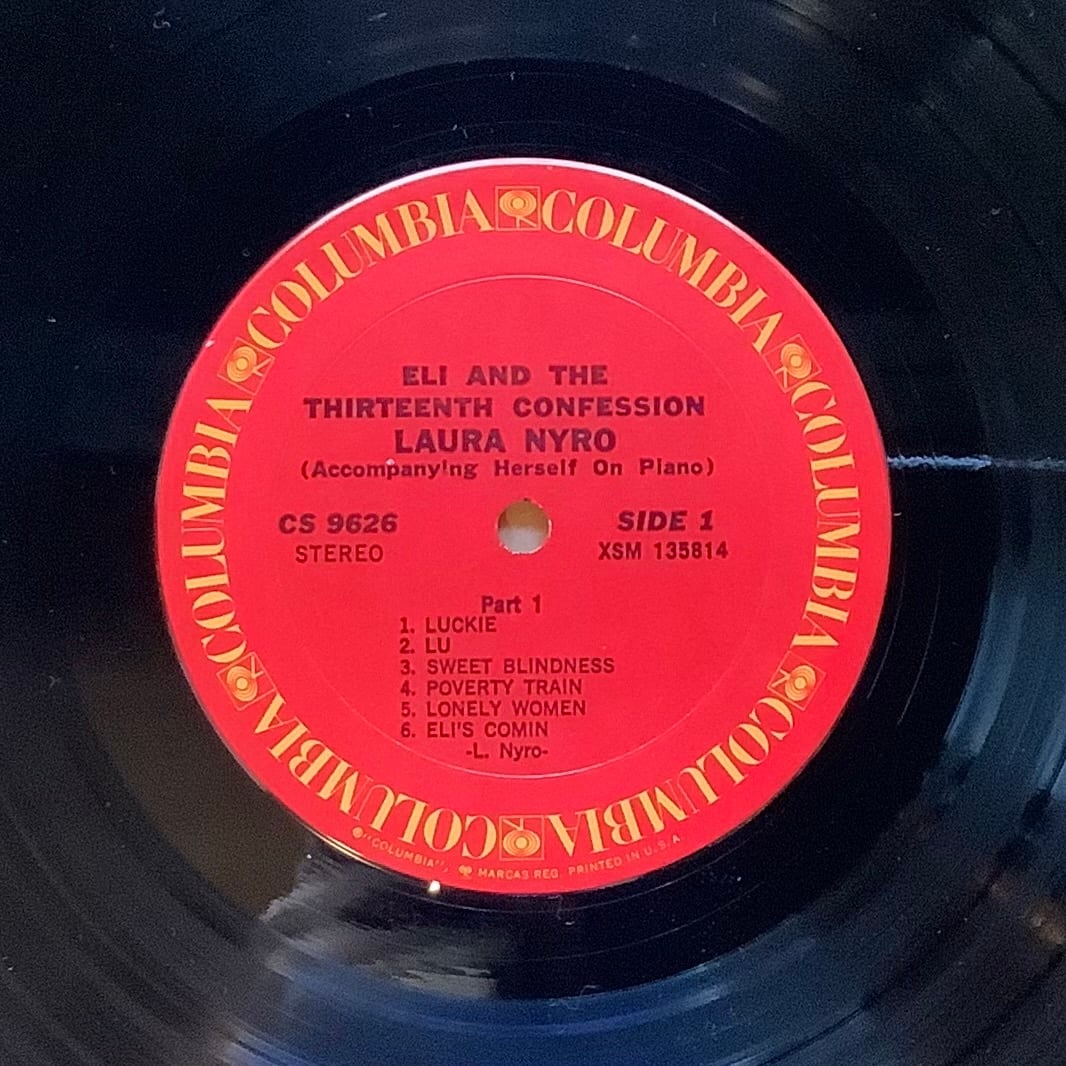 COLUMBIA COLUMBIA COLUMBIA COLUMBIA COLUMBIA COLUMBIA
ELI AND THE
THIRTEENTH CONFESSION
LAURA NYRO
(Accompanying Herself On Piano)
CS 9626
STEREO
SIDE 1
XSM 135814
Part 1
1. LUCKIE
2. LU
3. SWEET BLINDNESS
4. POVERTY TRAIN
5. LONELY WOMEN
6. ELI'S COMIN
-L. Nyro-
® "COLUMBIA", MARCAS REG. PRINTED IN U.S.A